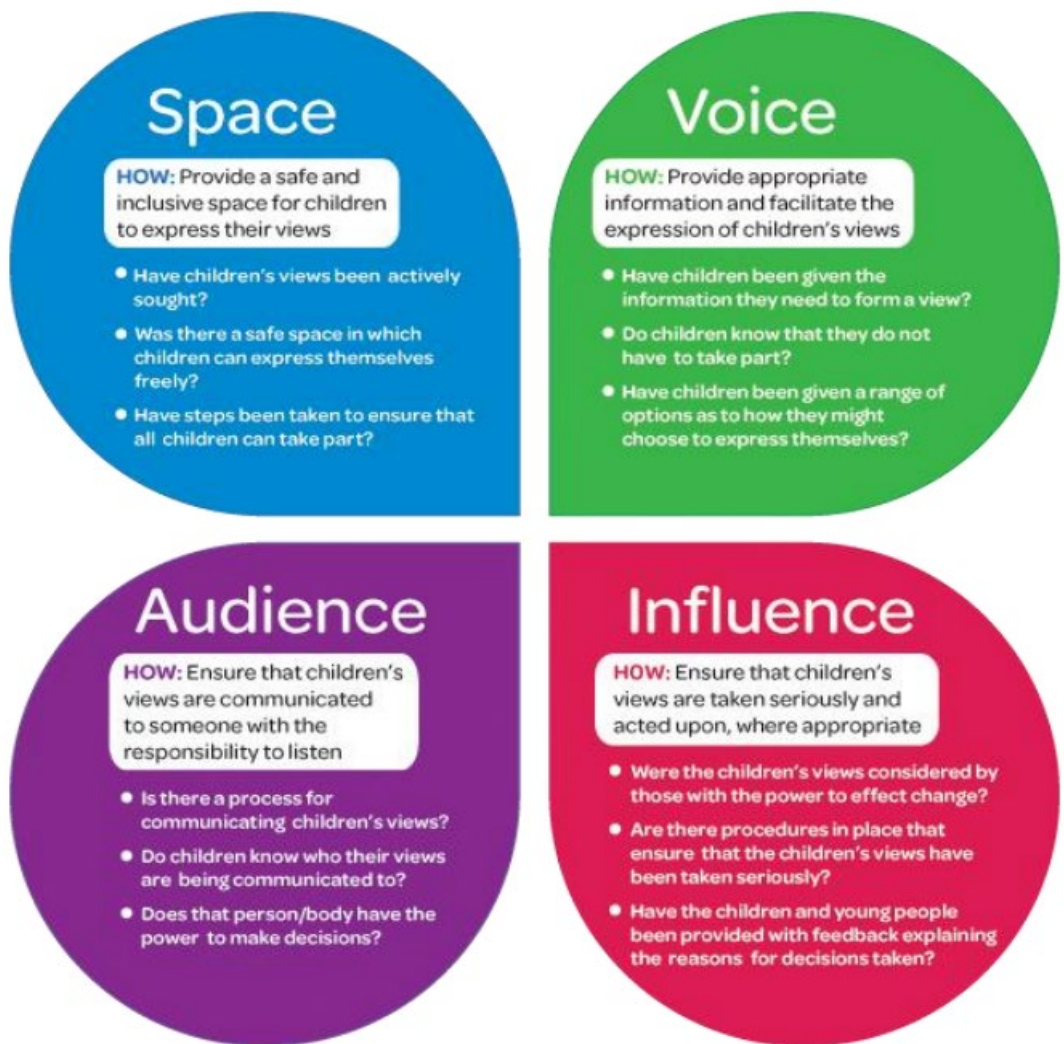 Space
HOW: Provide a safe and
inclusive space for children
to express their views
● Have children's views been actively
sought?
● Was there a safe space in which
children can express themselves
freely?
● Have steps been taken to ensure that
all children can take part?
Voice
HOW: Provide appropriate
information and facilitate the
expression of children's views
● Have children been given the
information they need to form a view?
● Do children know that they do not
have to take part?
● Have children been given a range of
options as to how they might
choose to express themselves?
Audience
HOW: Ensure that children's
views are communicated
to someone with the
responsibility to listen
● Is there a process for
communicating children's views?
● Do children know who their views
are being communicated to?
● Does that person/body have the
power to make decisions?
Influence
HOW: Ensure that children's
views are taken seriously and
acted upon, where appropriate
● Were the children's views considered by
those with the power to effect change?
● Are there procedures in place that
ensure that the children's views have
been taken seriously?
● Have the children and young people
been provided with feedback explaining
the reasons for decisions taken?